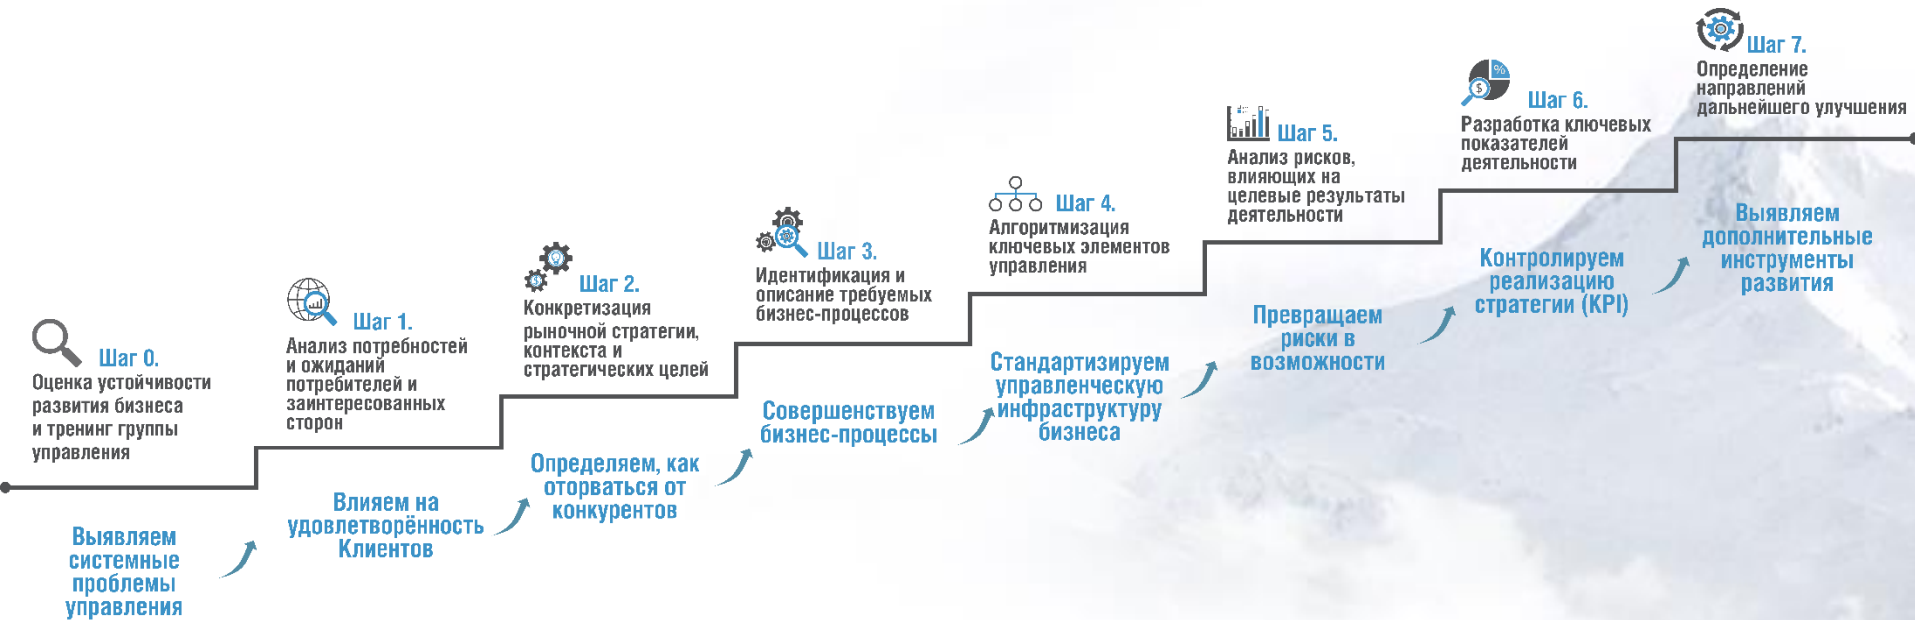 Шаг 0.
Оценка устойчивости
развития бизнеса
и тренинг группы
управления
Выявляем
системные
проблемы
управления
Шаг 1.
Анализ потребностей
и ожиданий
потребителей и
заинтересованных
сторон
Влияем на
удовлетворённость
Клиентов
Шаг 2.
Конкретизация
рыночной стратегии,
контекста и
стратегических целей
Определяем, как
оторваться от
конкурентов
Шаг 3.
Идентификация и
описание требуемых
бизнес-процессов
Совершенствуем
бизнес-процессы
Шаг 4.
Алгоритмизация
ключевых элементов
управления
Стандартизируем
управленческую
инфраструктуру
бизнеса
Шаг 5.
Анализ рисков,
влияющих на
целевые результаты
деятельности
Превращаем
риски в
возможности
%
$
Шаг 6.
Разработка ключевых
показателей
деятельности
Контролируем
реализацию
стратегии (KPI)
Шаг 7.
Определение
направлений
дальнейшего улучшения
Выявляем
дополнительные
инструменты
развития